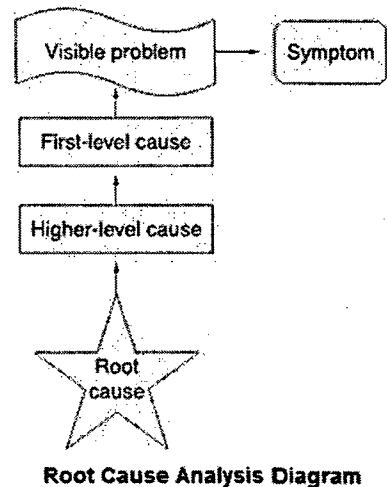 Visible problem
Symptom
First-level cause
Higher-level cause
Root
cause
Root Cause Analysis Diagram